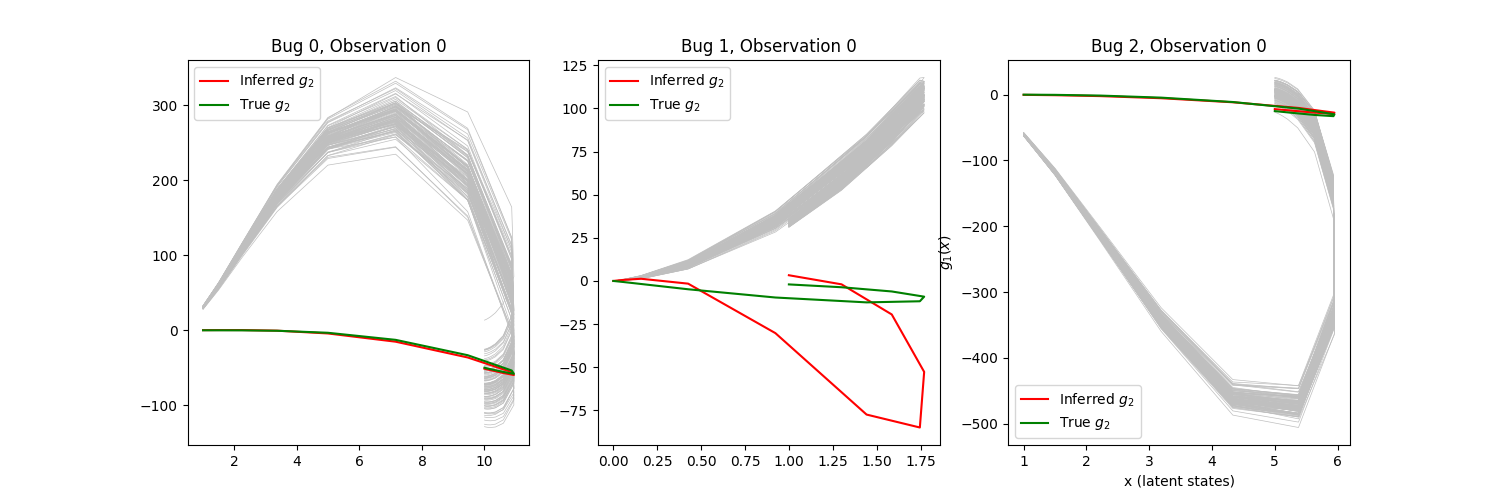 Bug 0, Observation 0
Inferred g₂
True g₂
300
200
100
0
−100
2 4 6 8 10
Bug 1, Observation 0
Inferred g₂
True g₂
125
100
75
50
25
0
−25
−50
−75
0.00 0.25 0.50 0.75 1.00 1.25 1.50 1.75
Bug 2, Observation 0
g₁(x)
0
−100
−200
−300
−400
−500
Inferred g₂
True g₂
1 2 3 4 5 6
x (latent states)